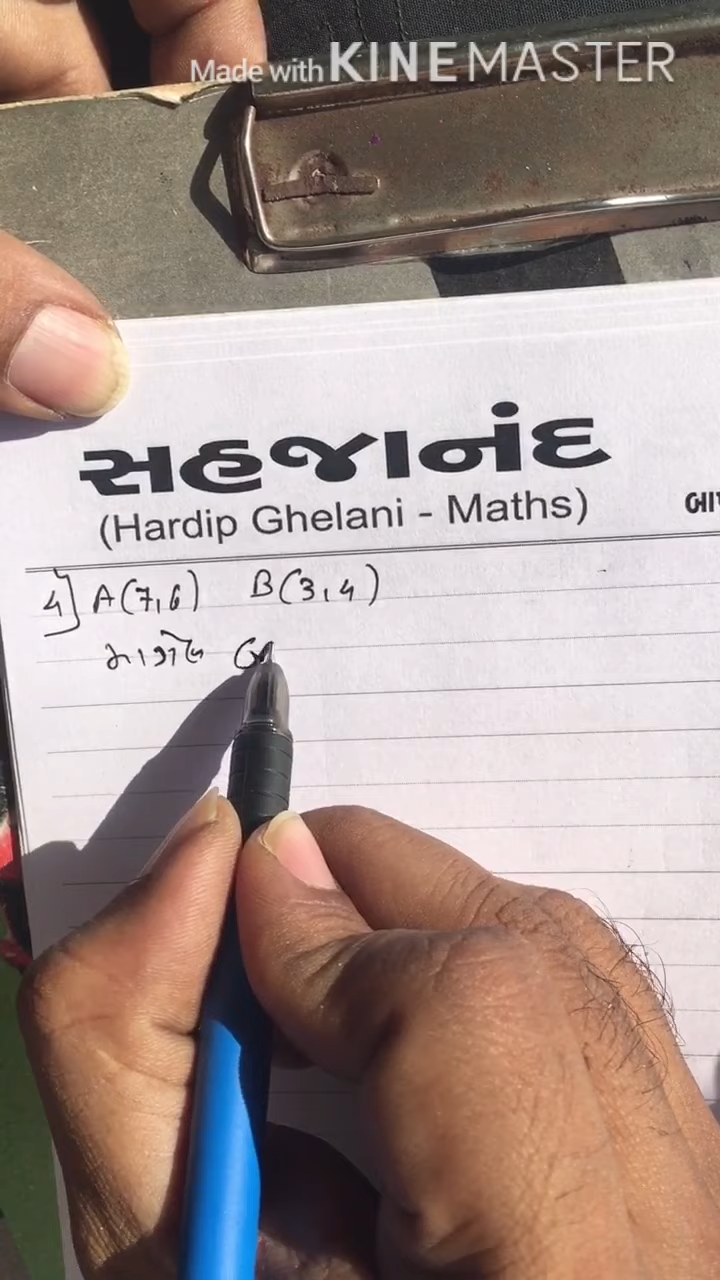 Made with KINEMASTER
સહજાનંદ
(Hardip Ghelani - Maths)
4] A(7,6) B(3,4)